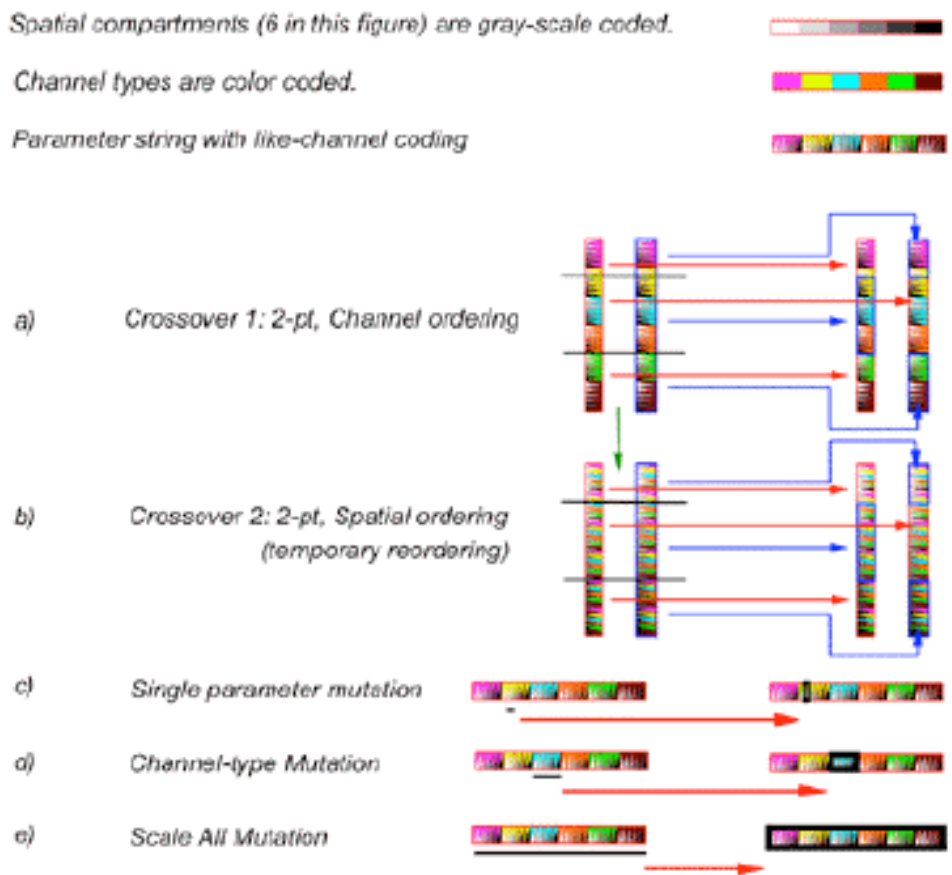 Spatial compartments (6 in this figure) are gray-scale coded.
Channel types are color coded.
Parameter string with like-channel coding
a) Crossover 1: 2-pt, Channel ordering
b) Crossover 2: 2-pt, Spatial ordering
(temporary reordering)
c) Single parameter mutation
d) Channel-type Mutation
e) Scale All Mutation